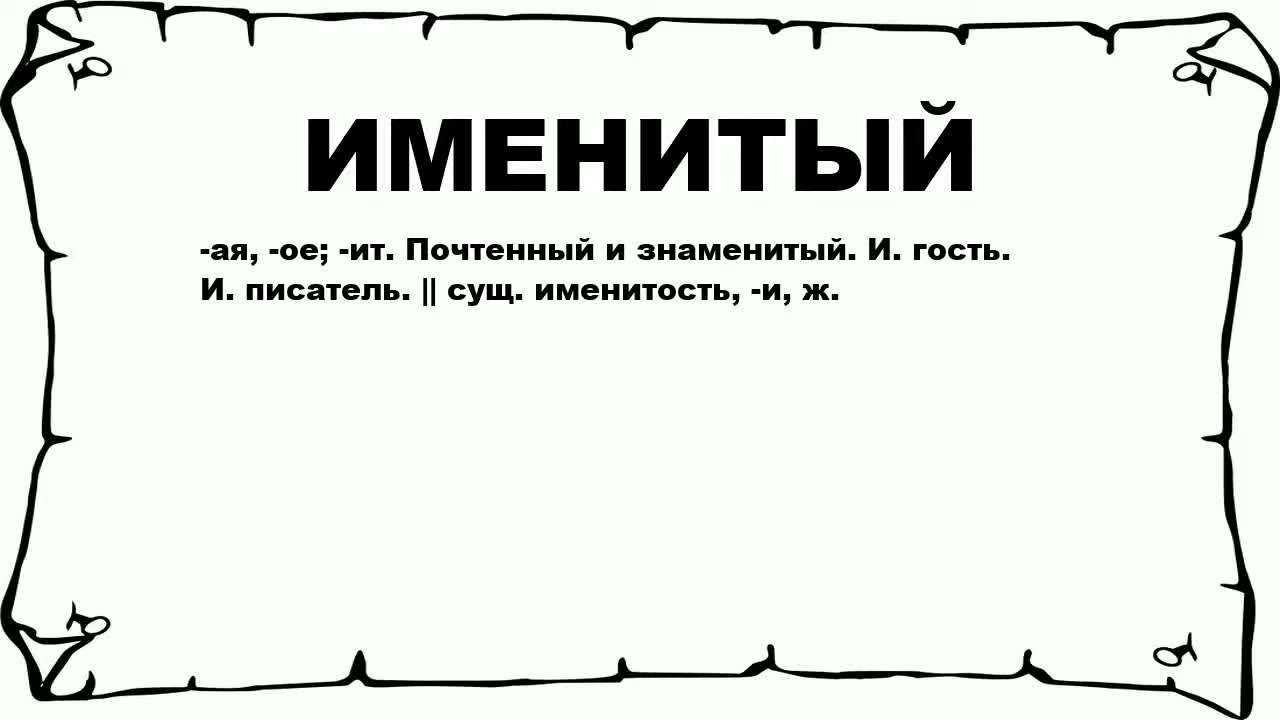 ИМЕНИТЫЙ
-ая, -ое; -ит. Почтенный и знаменитый. И. гость.
И. писатель. || сущ. именитость, -и, ж.